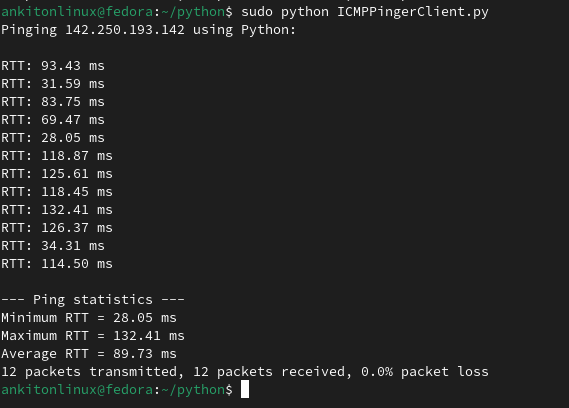 ankitonlinux@fedora:~/python$ sudo python ICMPPingerClient.py
Pinging 142.250.193.142 using Python:
RTT: 93.43 ms
RTT: 31.59 ms
RTT: 83.75 ms
RTT: 69.47 ms
RTT: 28.05 ms
RTT: 118.87 ms
RTT: 125.61 ms
RTT: 118.45 ms
RTT: 132.41 ms
RTT: 126.37 ms
RTT: 34.31 ms
RTT: 114.50 ms
--- Ping statistics ---
Minimum RTT = 28.05 ms
Maximum RTT = 132.41 ms
Average RTT = 89.73 ms
12 packets transmitted, 12 packets received, 0.0% packet loss
ankitonlinux@fedora:~/python$